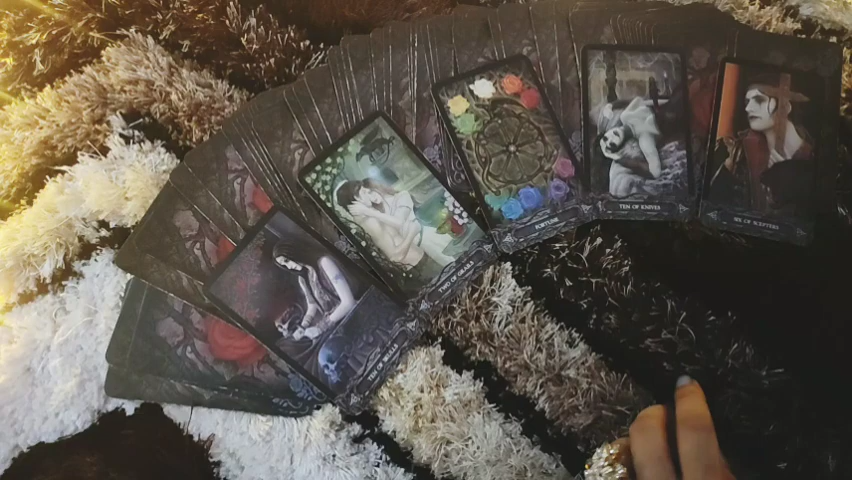 TEN OF SKULLS
TWO OF GRAILS
FORTUNE
TEN OF KNIVES
SIX OF SCEPTERS